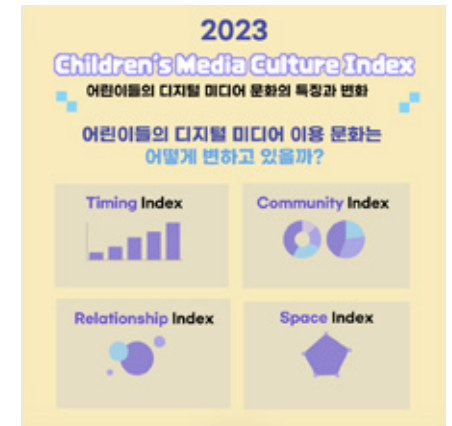 2023
Children's Media Culture Index
어린이들의 디지털 미디어 문화의 특징과 변화
어린이들의 디지털 미디어 이용 문화는
어떻게 변하고 있을까?
Timing Index
Community Index
Relationship Index
Space Index